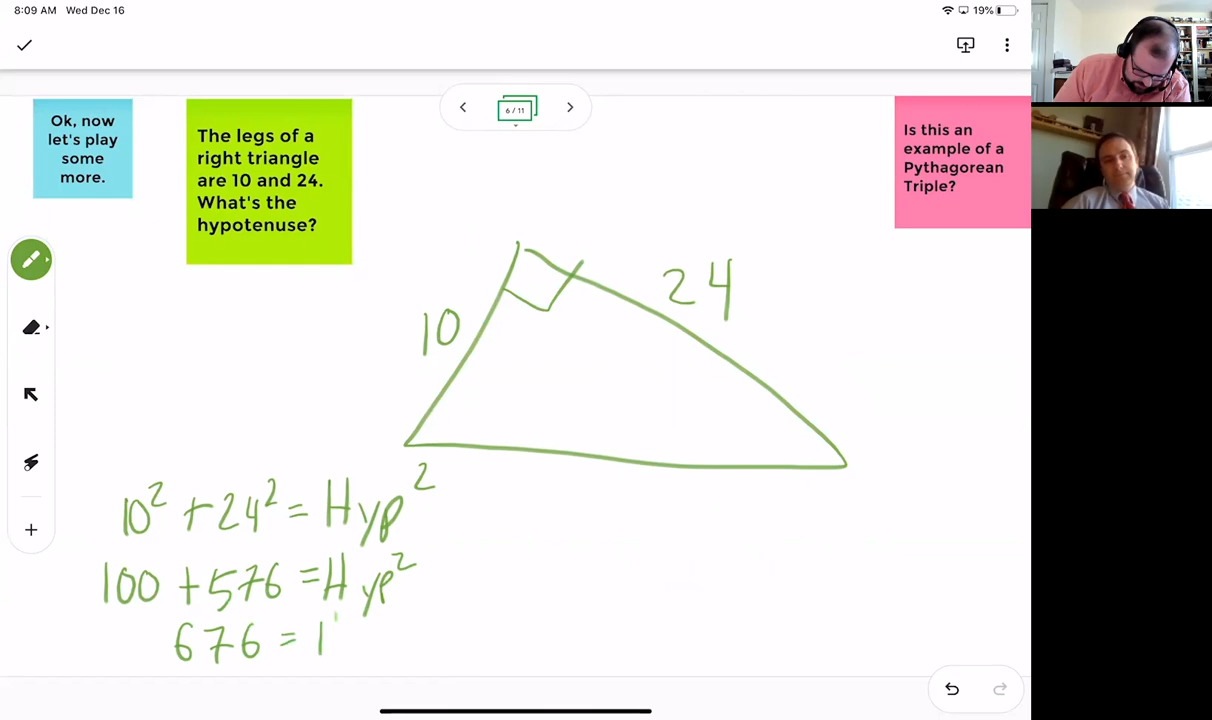 8:09 AM Wed Dec 16
19%
6 / 11
Ok, now
let's play
some
more.
The legs of a
right triangle
are 10 and 24.
What's the
hypotenuse?
Is this an
example of a
Pythagorean
Triple?
24
10
10² + 24² = Hyp²
100 + 576 = Hyp²
676 =